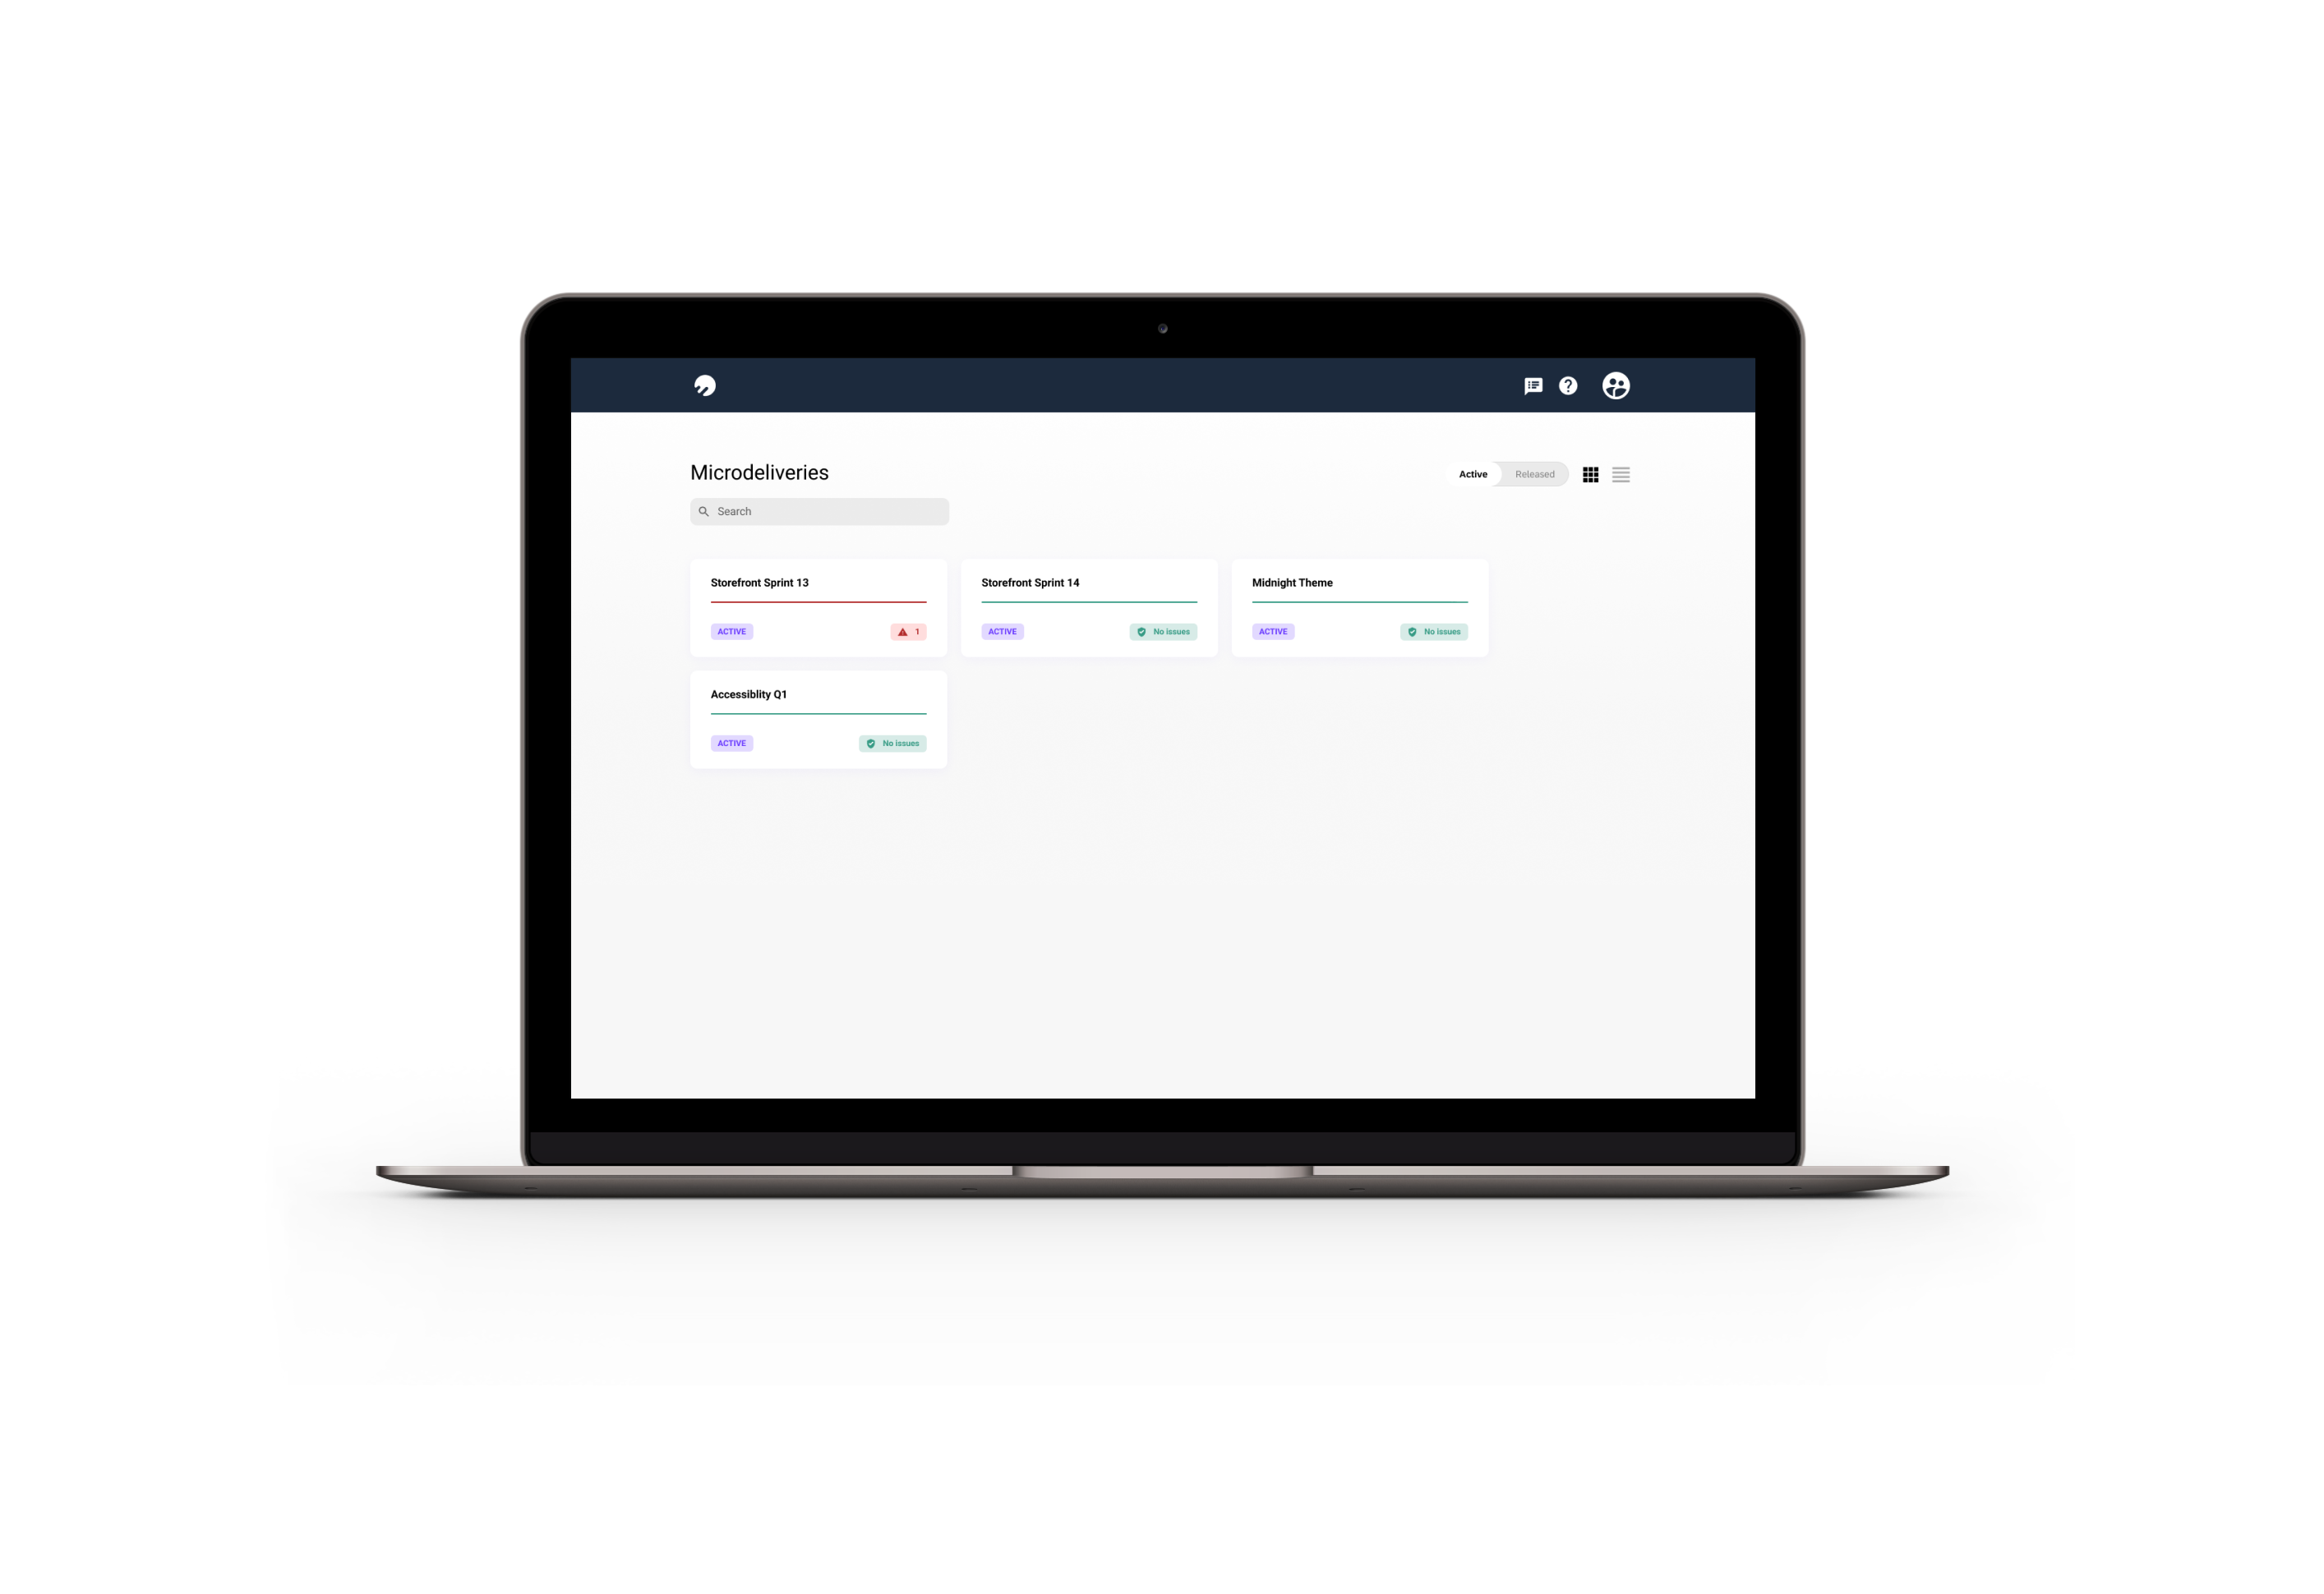 Microdeliveries
Active
Released
Search
Storefront Sprint 13
ACTIVE
1
Storefront Sprint 14
ACTIVE
No issues
Midnight Theme
ACTIVE
No issues
Accessiblity Q1
ACTIVE
No issues